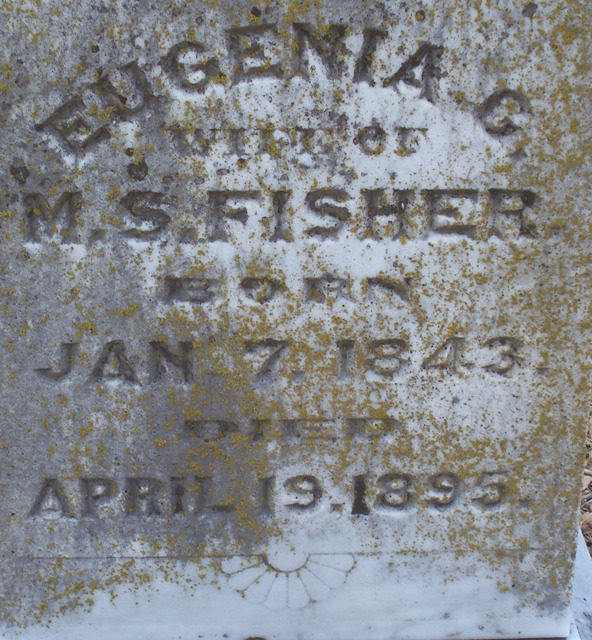 EUGENIA G.
WIFE OF
M.S. FISHER.
BORN
JAN 7. 1843.
DIED
APRIL 19. 1895.